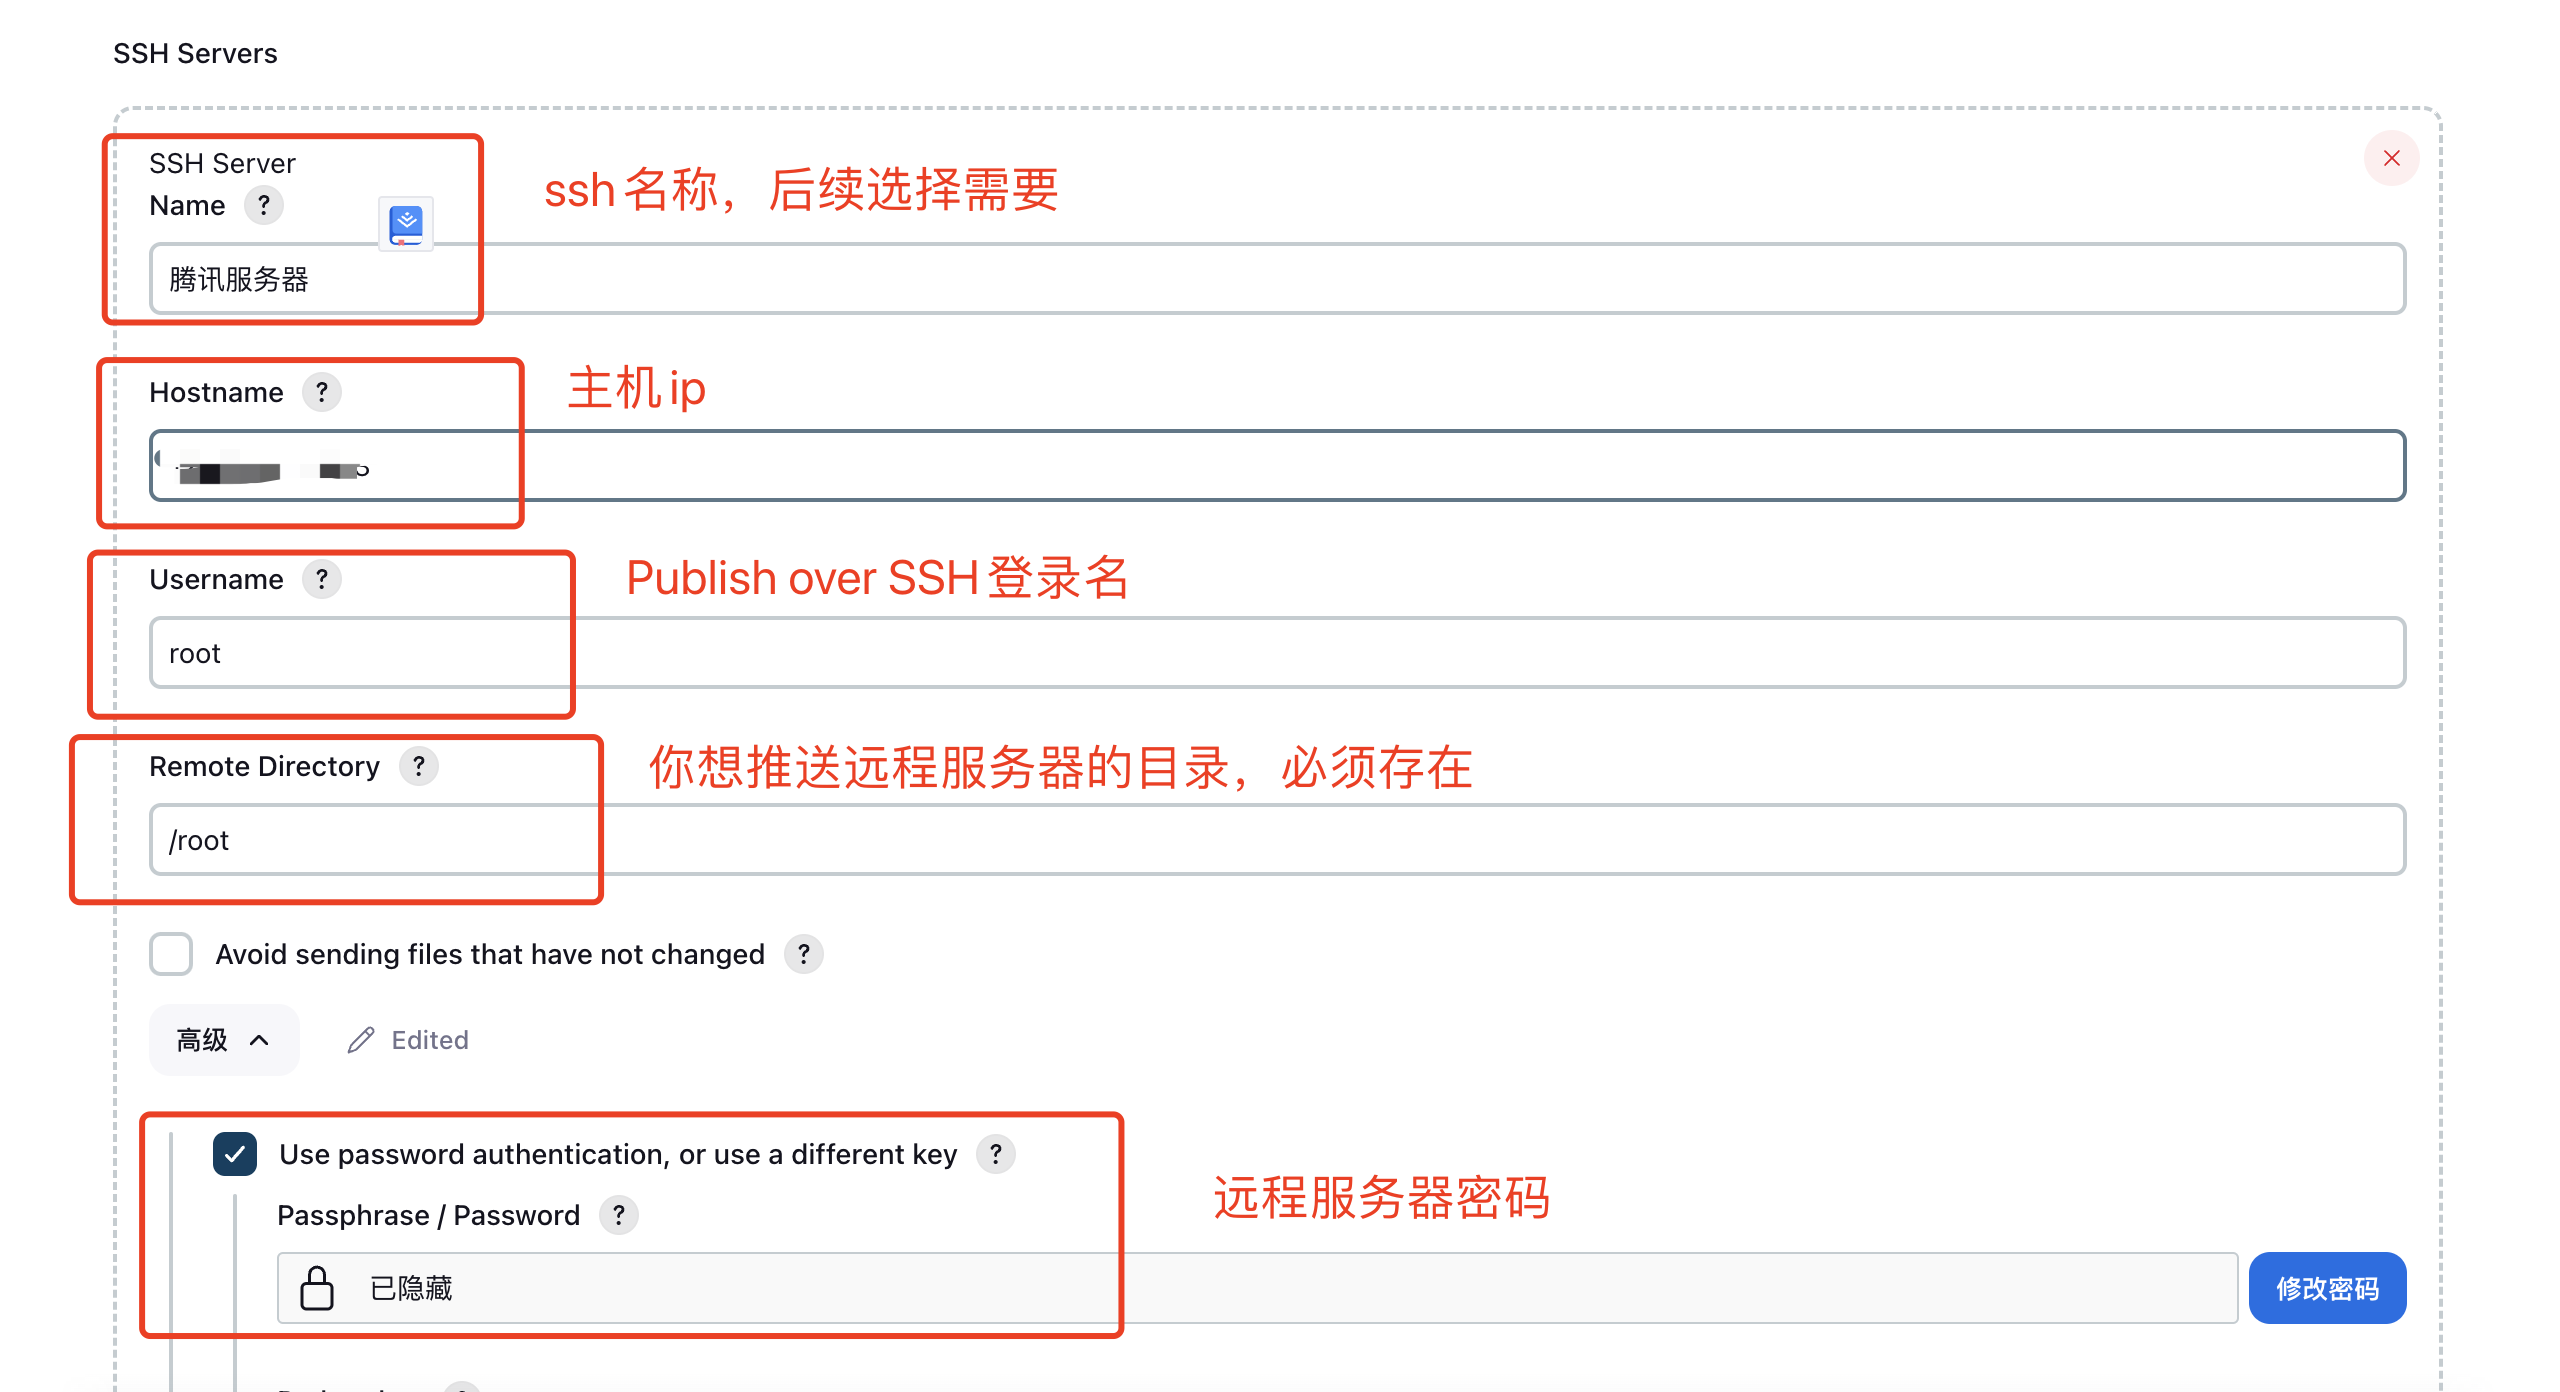 SSH Servers
SSH Server
Name ?
ssh名称，后续选择需要
腾讯服务器
Hostname ?
主机ip
Username ?
Publish over SSH登录名
root
Remote Directory ?
你想推送远程服务器的目录，必须存在
/root
Avoid sending files that have not changed ?
高级
Edited
Use password authentication, or use a different key ?
Passphrase / Password ?
远程服务器密码
已隐藏
修改密码